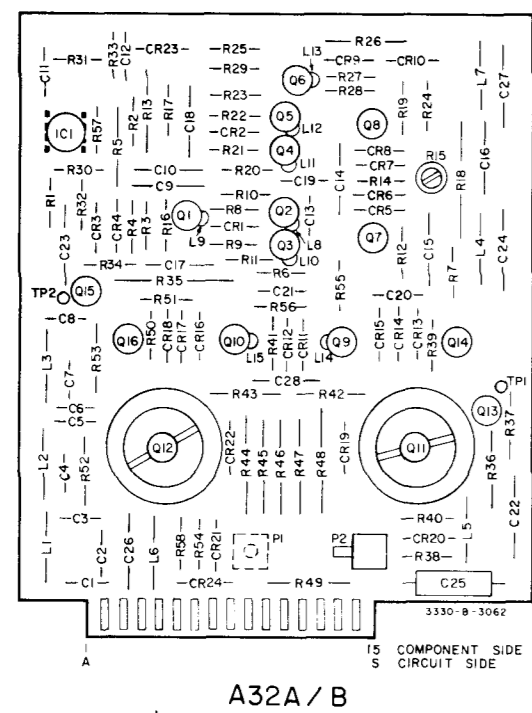 R26
R31
R33
C12
CR23
R25
L13
CR9
CR10
C11
R29
Q6
R27
R28
L7
C27
R23
R13
R17
C18
R22
Q5
CR2
L12
R19
R24
IC1
R57
R2
R5
R21
Q4
Q8
L11
CR8
CR7
R15
C16
R30
C10
R20
C19
C14
R14
R18
C9
CR6
R1
R32
R10
CR5
CR3
CR4
R4
R3
R16
Q1
R8
Q2
C13
CR1
L9
R9
Q3
L8
Q7
R12
C15
L4
C24
C23
R34
C17
R11
L10
R6
R55
R7
R35
C21
TP2
Q15
R51
R56
C20
C8
Q16
R50
CR18
CR17
CR16
Q10
L15
R41
CR12
CR11
L14
Q9
CR15
CR14
CR13
R39
Q14
L3
R53
C7
C28
TP1
R43
R42
C6
C5
Q13
R37
Q12
Q11
L2
C4
R52
CR22
R44
R45
R46
R47
R48
CR19
R36
C3
R40
L5
C22
L1
C2
C26
L6
R58
R54
CR21
P1
P2
CR20
R38
C1
CR24
R49
C25
3330-B-3062
A
15 COMPONENT SIDE
S CIRCUIT SIDE
A32A/B